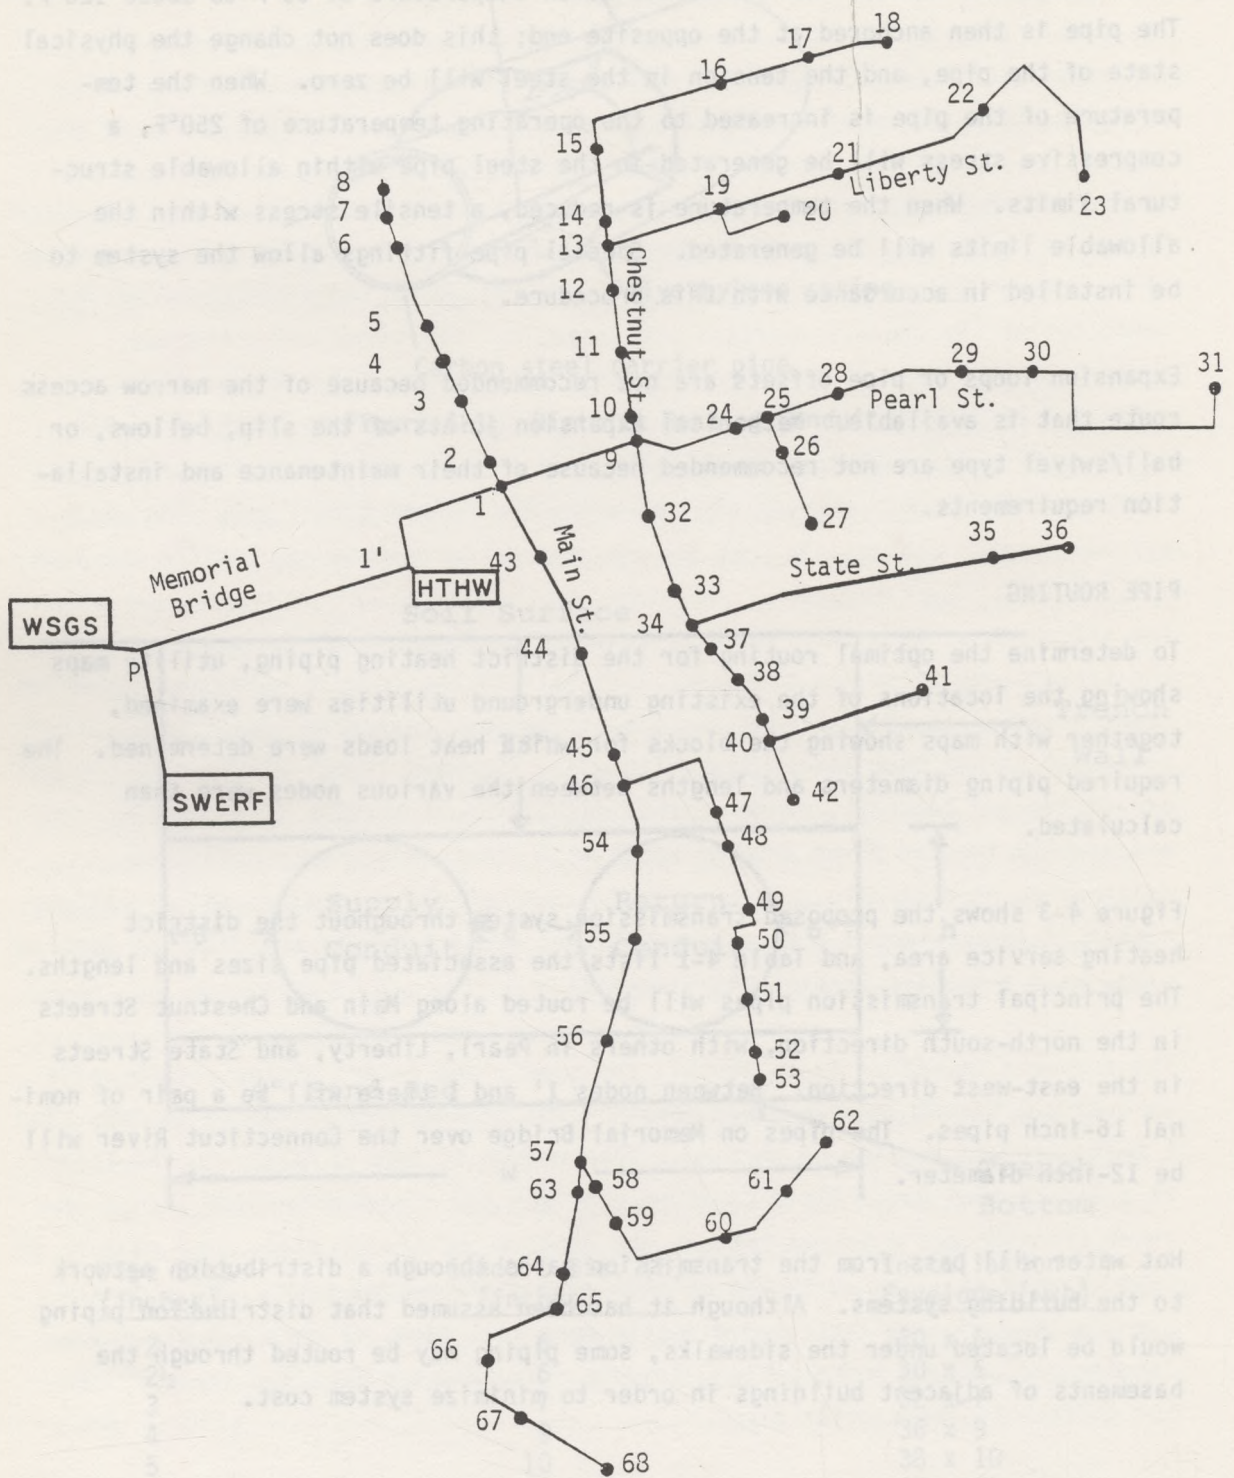 18
17
16
22
15
21
Liberty St.
8
19
23
7
14
20
6
13
Chestnut St.
12
5
11
29
30
31
4
28
3
10
25
Pearl St.
24
2
9
26
1
32
27
Main St.
43
35
36
Memorial
Bridge
1'
State St.
HTHW
33
WSGS
34
P
37
44
38
41
39
45
40
46
SWERF
42
47
54
48
49
55
50
51
56
52
53
62
57
58
63
61
59
60
64
65
66
67
68
The pipe is then anchored at the opposite end; this does not change the physical
state of the pipe, and the tension in the steel will be zero. When the tem-
perature of the pipe is increased to the operating temperature of 250°F, a
compressive stress will be generated in the steel pipe within allowable struc-
tural limits. When the temperature is reduced, a tensile stress within the
allowable limits will be generated. pipe fittings allow the system to
be installed in accordance with this procedure.
Expansion loops or pipe offsets are not recommended because of the narrow access
route that is available. Mechanical expansion joints of the slip, bellows, or
ball/swivel type are not recommended because of their maintenance and installa-
tion requirements.
PIPE ROUTING
To determine the optimal routing for the district heating piping, utility maps
showing the locations of the existing underground utilities were examined,
together with maps showing the blocks for which heat loads were determined. The
required piping diameters and lengths between the various nodes were then
calculated.
Figure 4-3 shows the proposed transmission system throughout the district
heating service area, and Table 4-1 lists the associated pipe sizes and lengths.
The principal transmission pipes will be routed along Main and Chestnut Streets
in the north-south direction, with others in Pearl, Liberty, and State Streets
in the east-west direction. Between nodes 1' and 1 there will be a pair of nomi-
nal 16-inch pipes. The pipes on Memorial Bridge over the Connecticut River will
be 12-inch diameter.
Hot water will pass from the transmission mains through a distribution network
to the building systems. Although it has been assumed that distribution piping
would be located under the sidewalks, some piping may be routed through the
basements of adjacent buildings in order to minimize system cost.